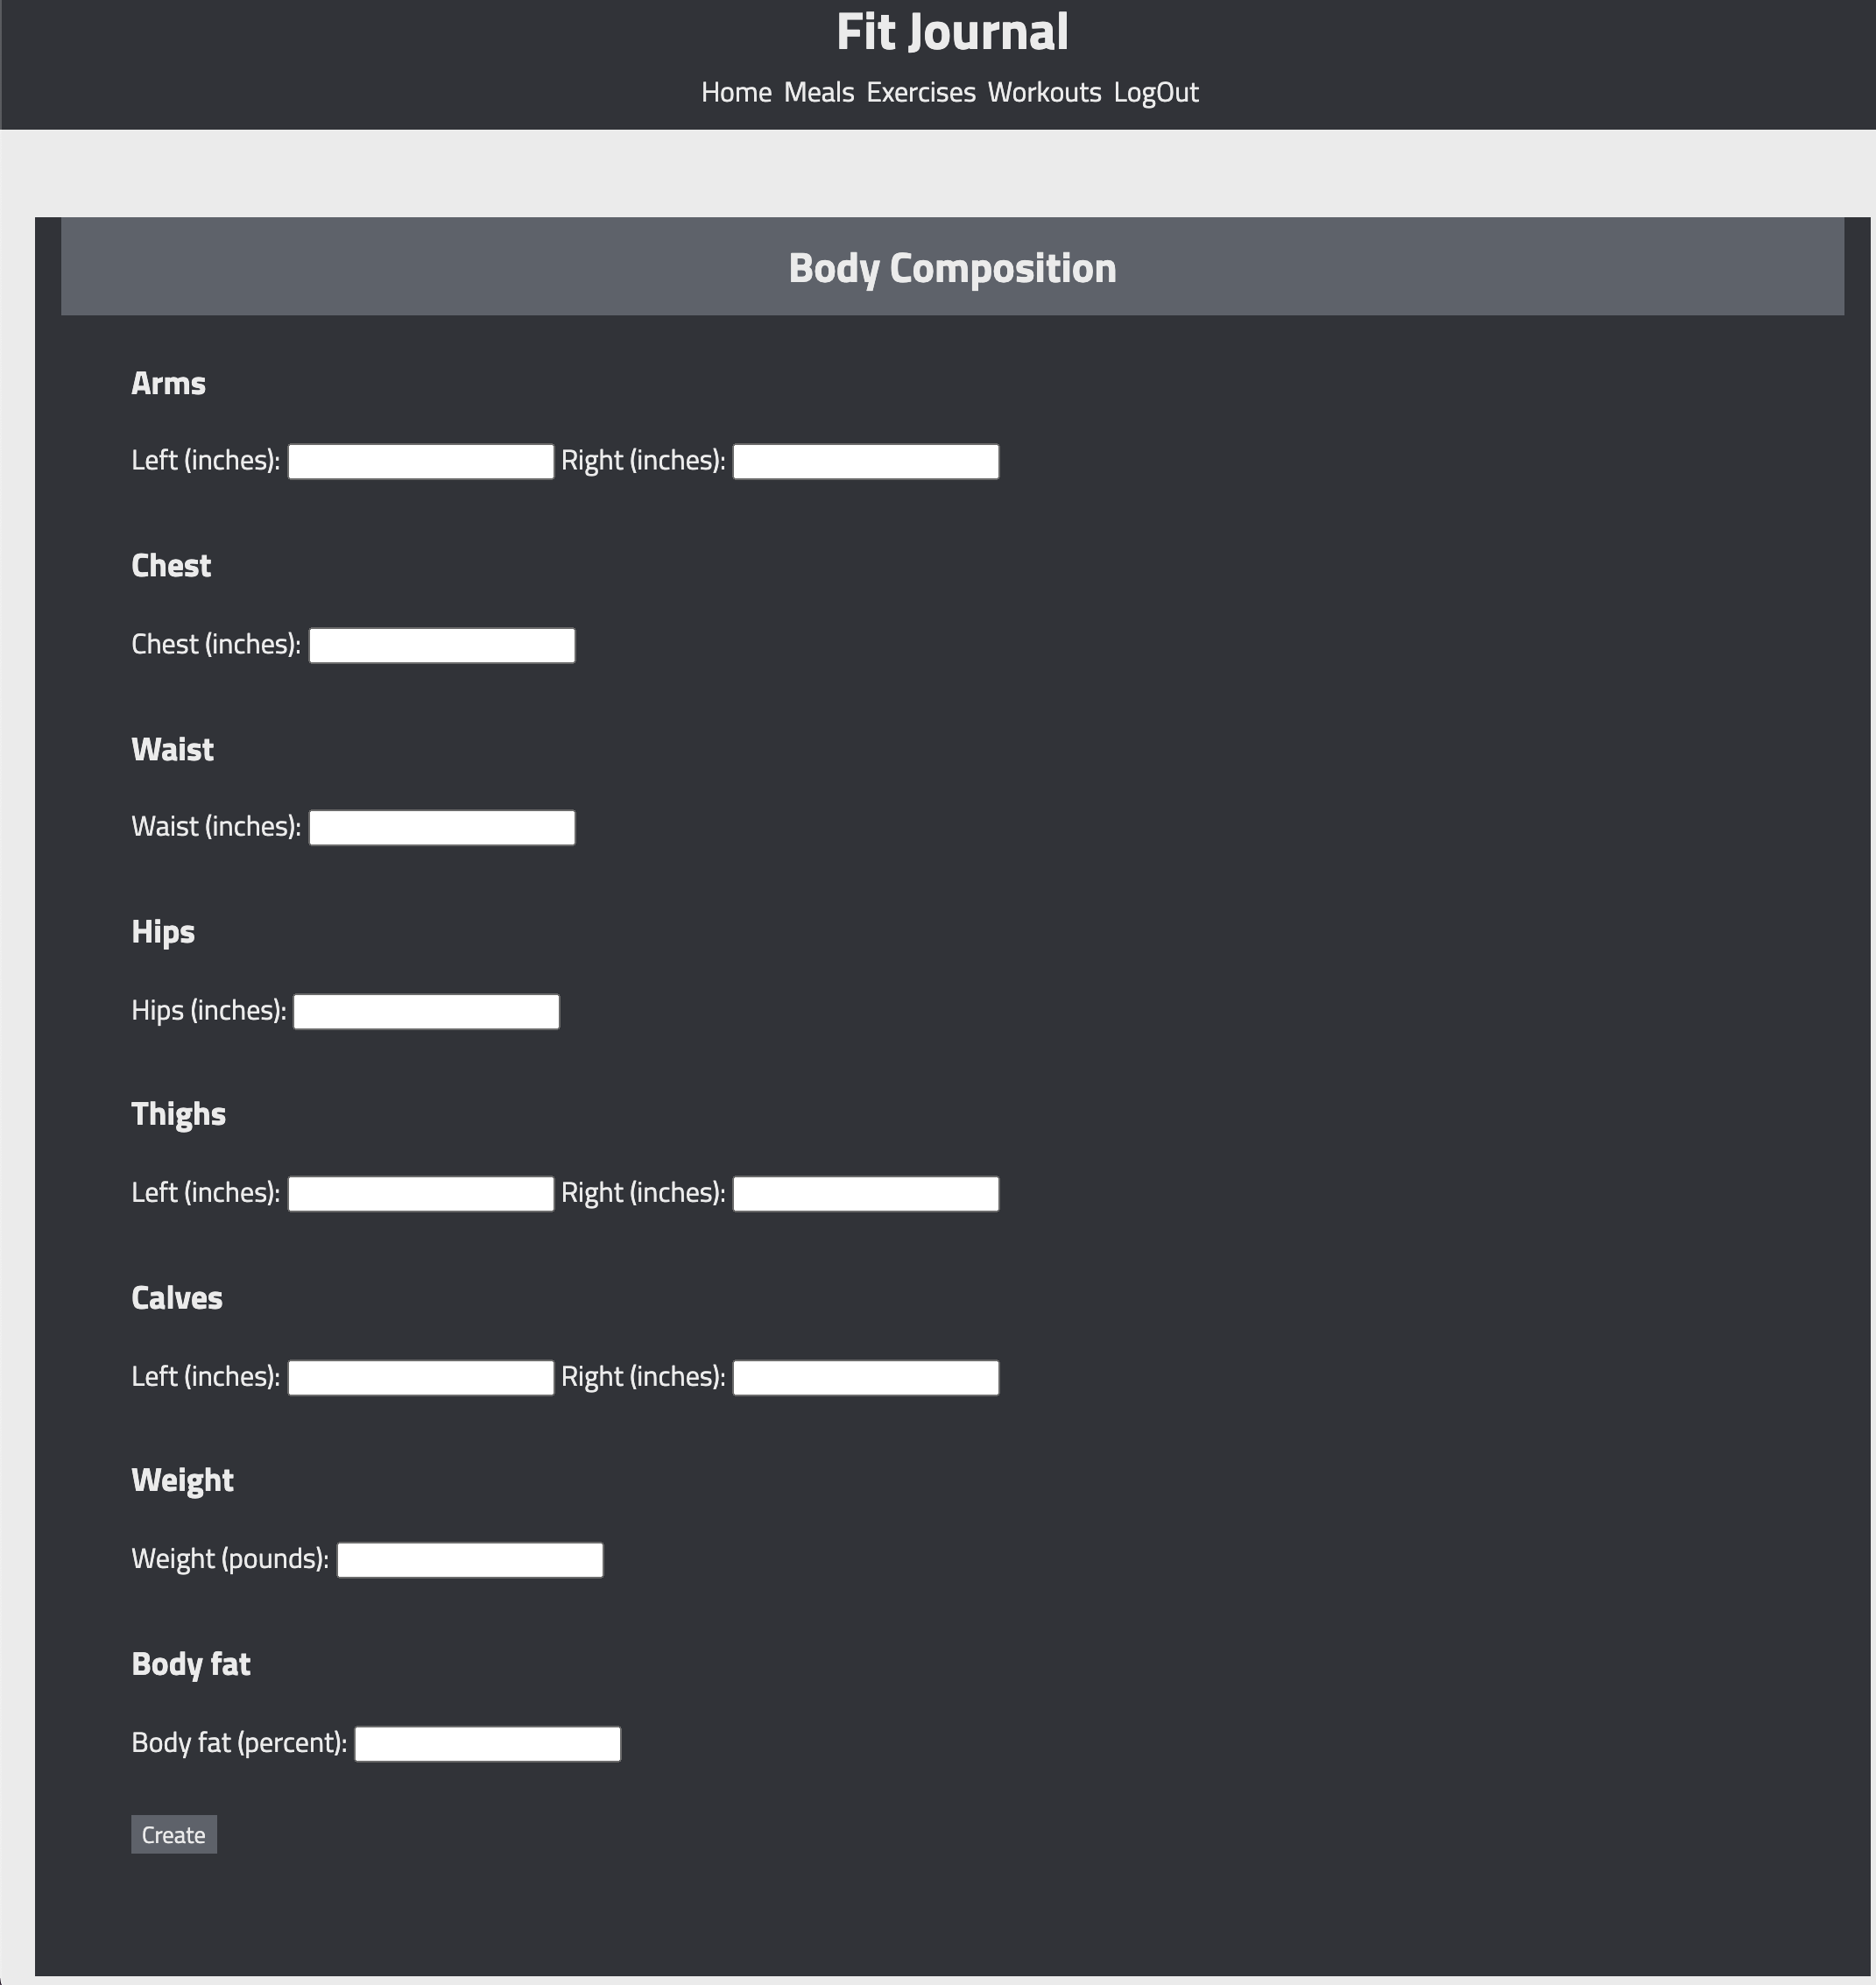 Fit Journal
Home Meals Exercises Workouts LogOut
Body Composition
Arms
Left (inches): Right (inches):
Chest
Chest (inches):
Waist
Waist (inches):
Hips
Hips (inches):
Thighs
Left (inches): Right (inches):
Calves
Left (inches): Right (inches):
Weight
Weight (pounds):
Body fat
Body fat (percent):
Create